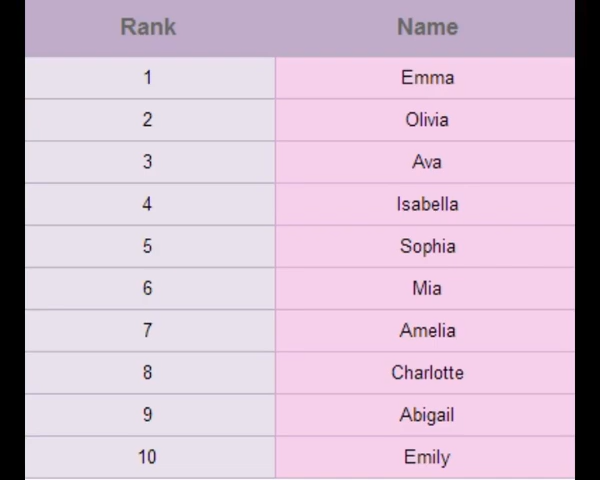 Rank Name
1 Emma
2 Olivia
3 Ava
4 Isabella
5 Sophia
6 Mia
7 Amelia
8 Charlotte
9 Abigail
10 Emily